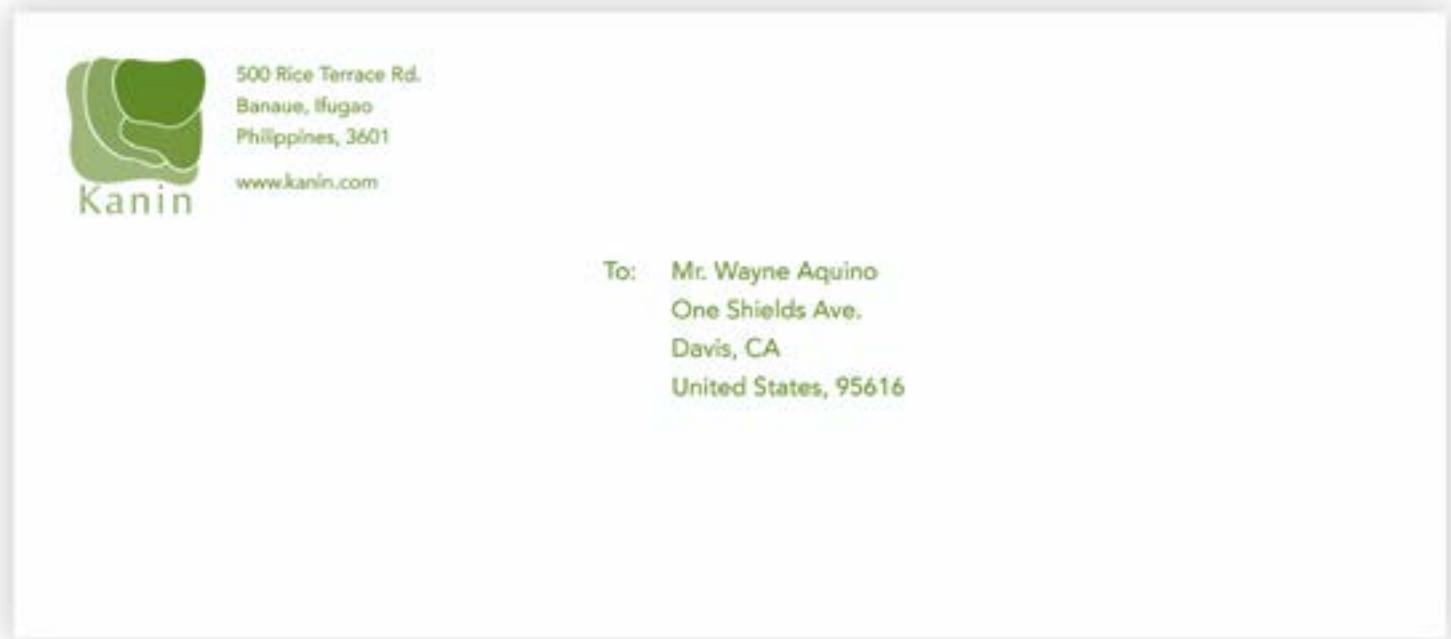 500 Rice Terrace Rd.
Banaue, Ifugao
Philippines, 3601
www.kanin.com
Kanin
To: Mr. Wayne Aquino
One Shields Ave.
Davis, CA
United States, 95616